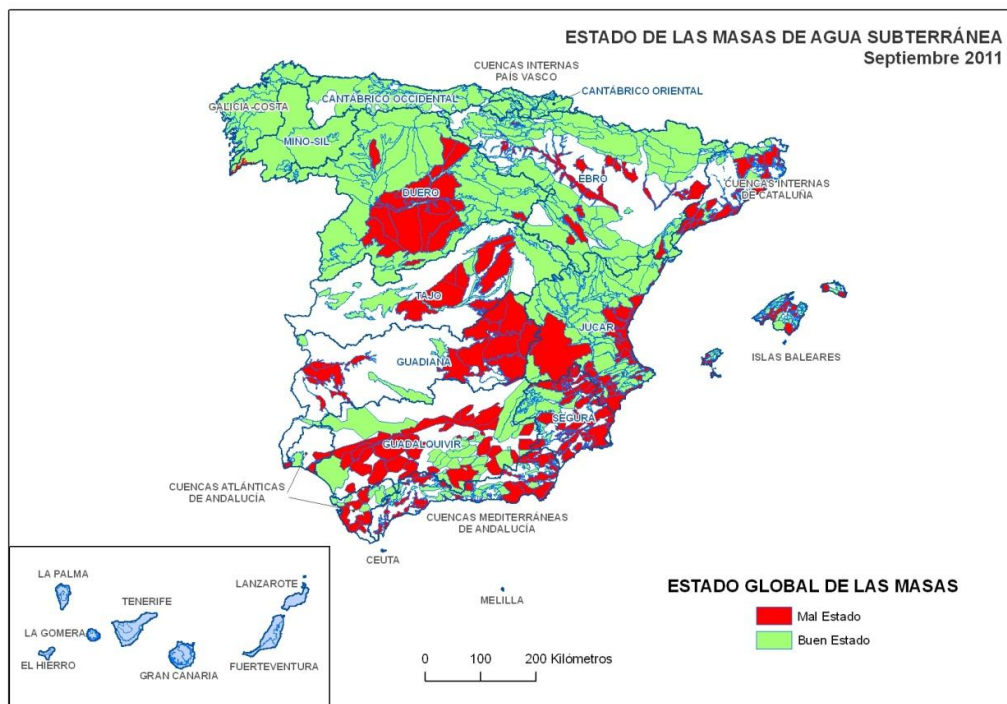 ESTADO DE LAS MASAS DE AGUA SUBTERRÁNEA
Septiembre 2011
CUENCAS INTERNAS
PAÍS VASCO
CANTÁBRICO ORIENTAL
CANTÁBRICO OCCIDENTAL
GALICIA-COSTA
MIÑO-SIL
EBRO
CUENCAS INTERNAS
DE CATALUÑA
DUERO
TAJO
JUCAR
ISLAS BALEARES
GUADIANA
SEGURA
GUADALQUIVIR
CUENCAS ATLÁNTICAS
DE ANDALUCÍA
CUENCAS MEDITERRÁNEAS
DE ANDALUCÍA
CEUTA
MELILLA
LA PALMA
LANZAROTE
TENERIFE
LA GOMERA
EL HIERRO
GRAN CANARIA
FUERTEVENTURA
0 100 200 Kilómetros
ESTADO GLOBAL DE LAS MASAS
Mal Estado
Buen Estado